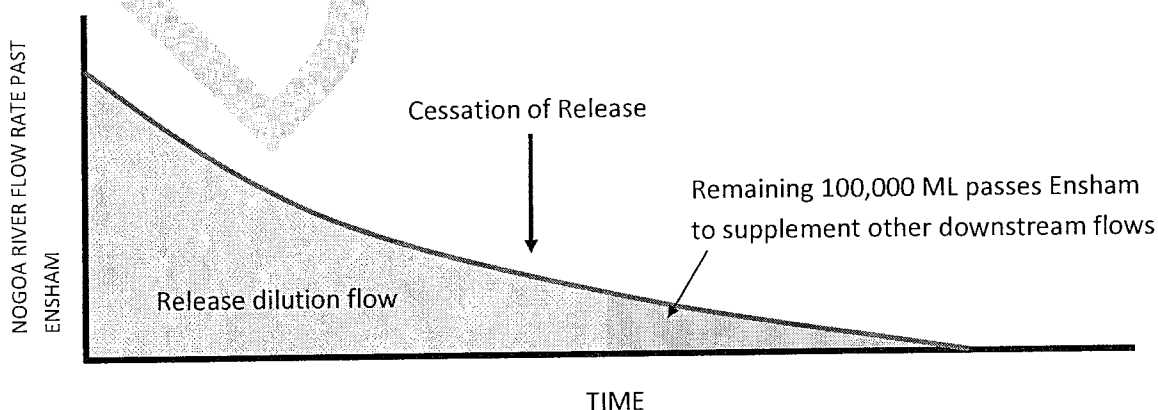 NOGOA RIVER FLOW RATE PAST
ENSHAM
Cessation of Release
Remaining 100,000 ML passes Ensham
to supplement other downstream flows
Release dilution flow
TIME